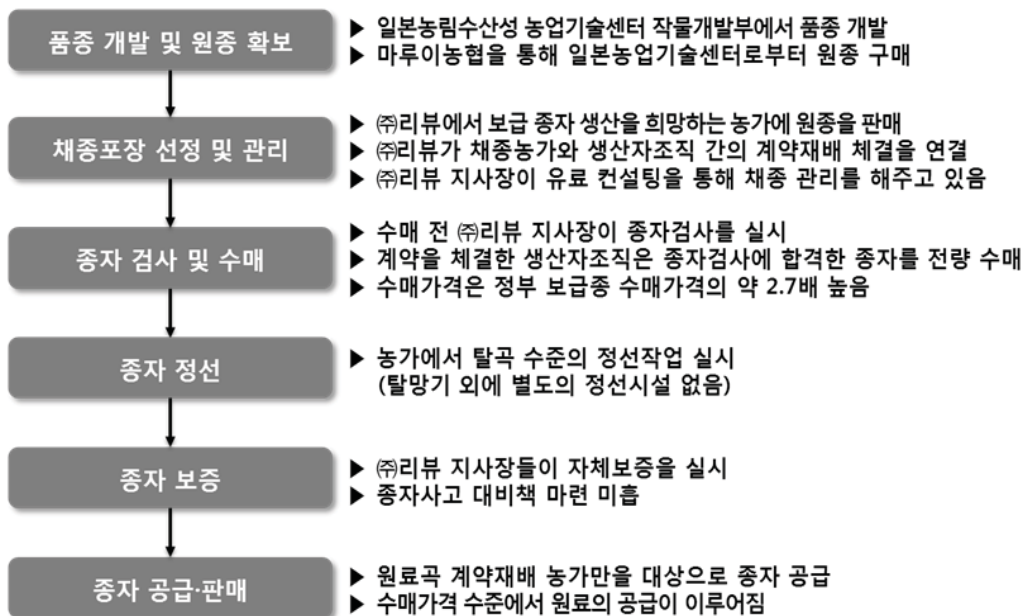 품종 개발 및 원종 확보
▶ 일본농림수산성 농업기술센터 작물개발부에서 품종 개발
▶ 마루이농협을 통해 일본농업기술센터로부터 원종 구매
채종포장 선정 및 관리
▶ ㈜리뷰에서 보급 종자 생산을 희망하는 농가에 원종을 판매
▶ ㈜리뷰가 채종농가와 생산자조직 간의 계약재배 체결을 연결
▶ ㈜리뷰 지사장이 유료 컨설팅을 통해 채종 관리를 해주고 있음
종자 검사 및 수매
▶ 수매 전 ㈜리뷰 지사장이 종자검사를 실시
▶ 계약을 체결한 생산자조직은 종자검사에 합격한 종자를 전량 수매
▶ 수매가격은 정부 보급종 수매가격의 약 2.7배 높음
종자 정선
▶ 농가에서 탈곡 수준의 정선작업 실시
(탈망기 외에 별도의 정선시설 없음)
종자 보증
▶ ㈜리뷰 지사장들이 자체보증을 실시
▶ 종자사고 대비책 마련 미흡
종자 공급·판매
▶ 원료곡 계약재배 농가만을 대상으로 종자 공급
▶ 수매가격 수준에서 원료의 공급이 이루어짐